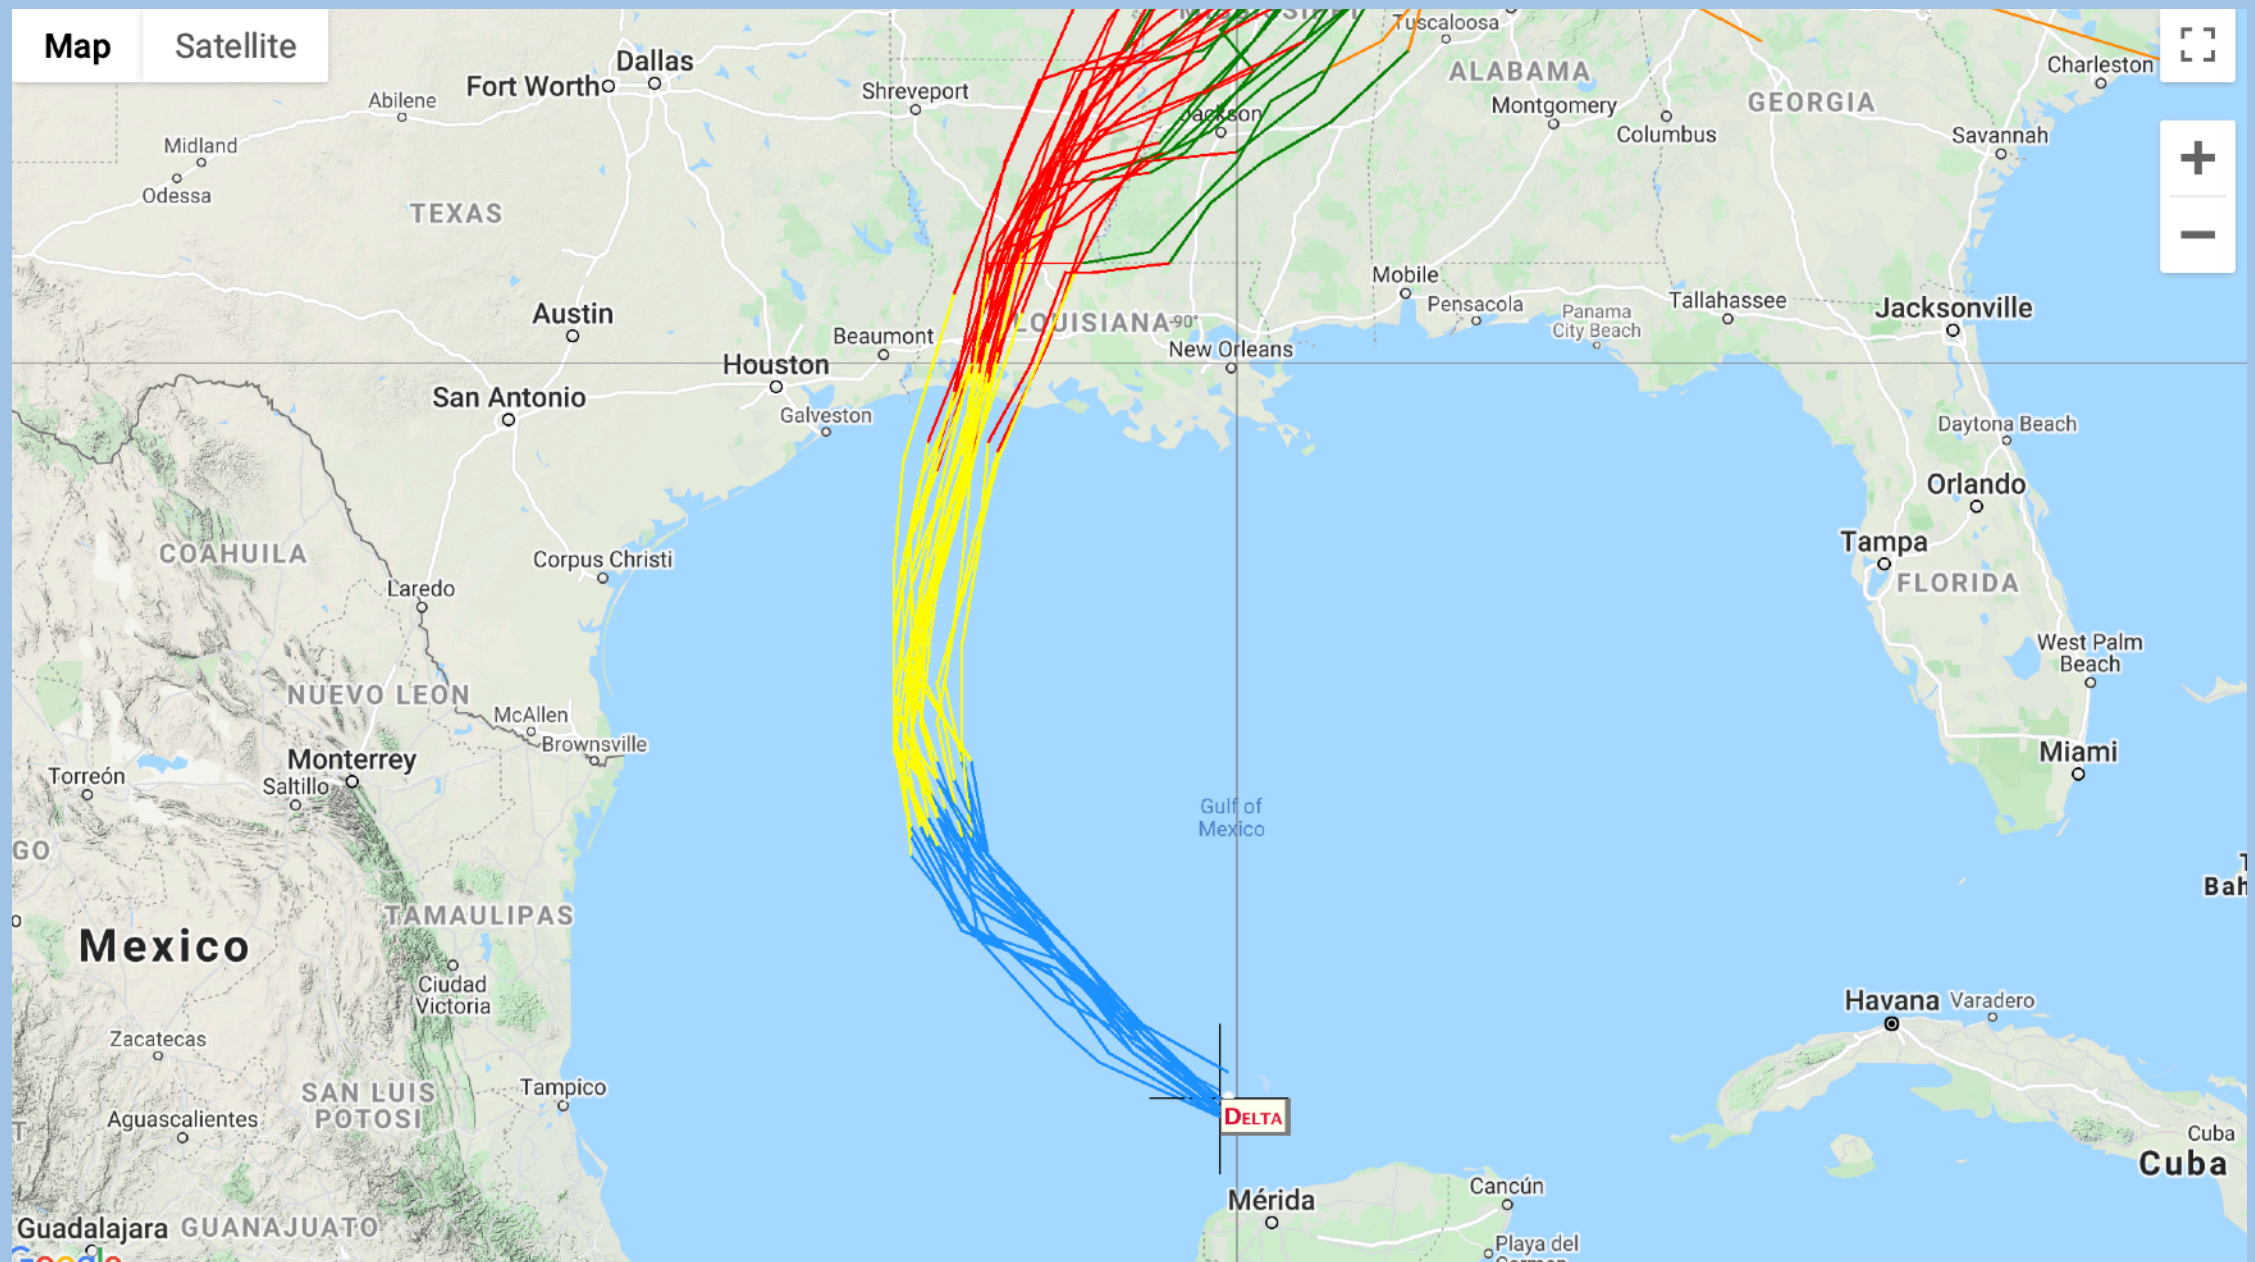 Map
Satellite
MISSISSIPPI
Tuscaloosa
Dallas
Fort Worth
Abilene
Shreveport
Jackson
ALABAMA
Montgomery
Columbus
GEORGIA
Charleston
Savannah
Midland
Odessa
TEXAS
Austin
Beaumont
LOUISIANA
-90°
New Orleans
Mobile
Pensacola
Panama
City Beach
Tallahassee
Jacksonville
Houston
San Antonio
Galveston
Daytona Beach
Orlando
Tampa
FLORIDA
COAHUILA
Corpus Christi
Laredo
West Palm
Beach
NUEVO LEON
McAllen
Brownsville
Monterrey
Saltillo
Torreón
Miami
Gulf of
Mexico
GO
Bah
TAMAULIPAS
Mexico
Ciudad
Victoria
Havana
Varadero
Zacatecas
SAN LUIS
POTOSI
Tampico
Aguascalientes
DELTA
Cuba
Cuba
Mérida
Cancún
Guadalajara
GUANAJUATO
Playa del
Carmen
Google